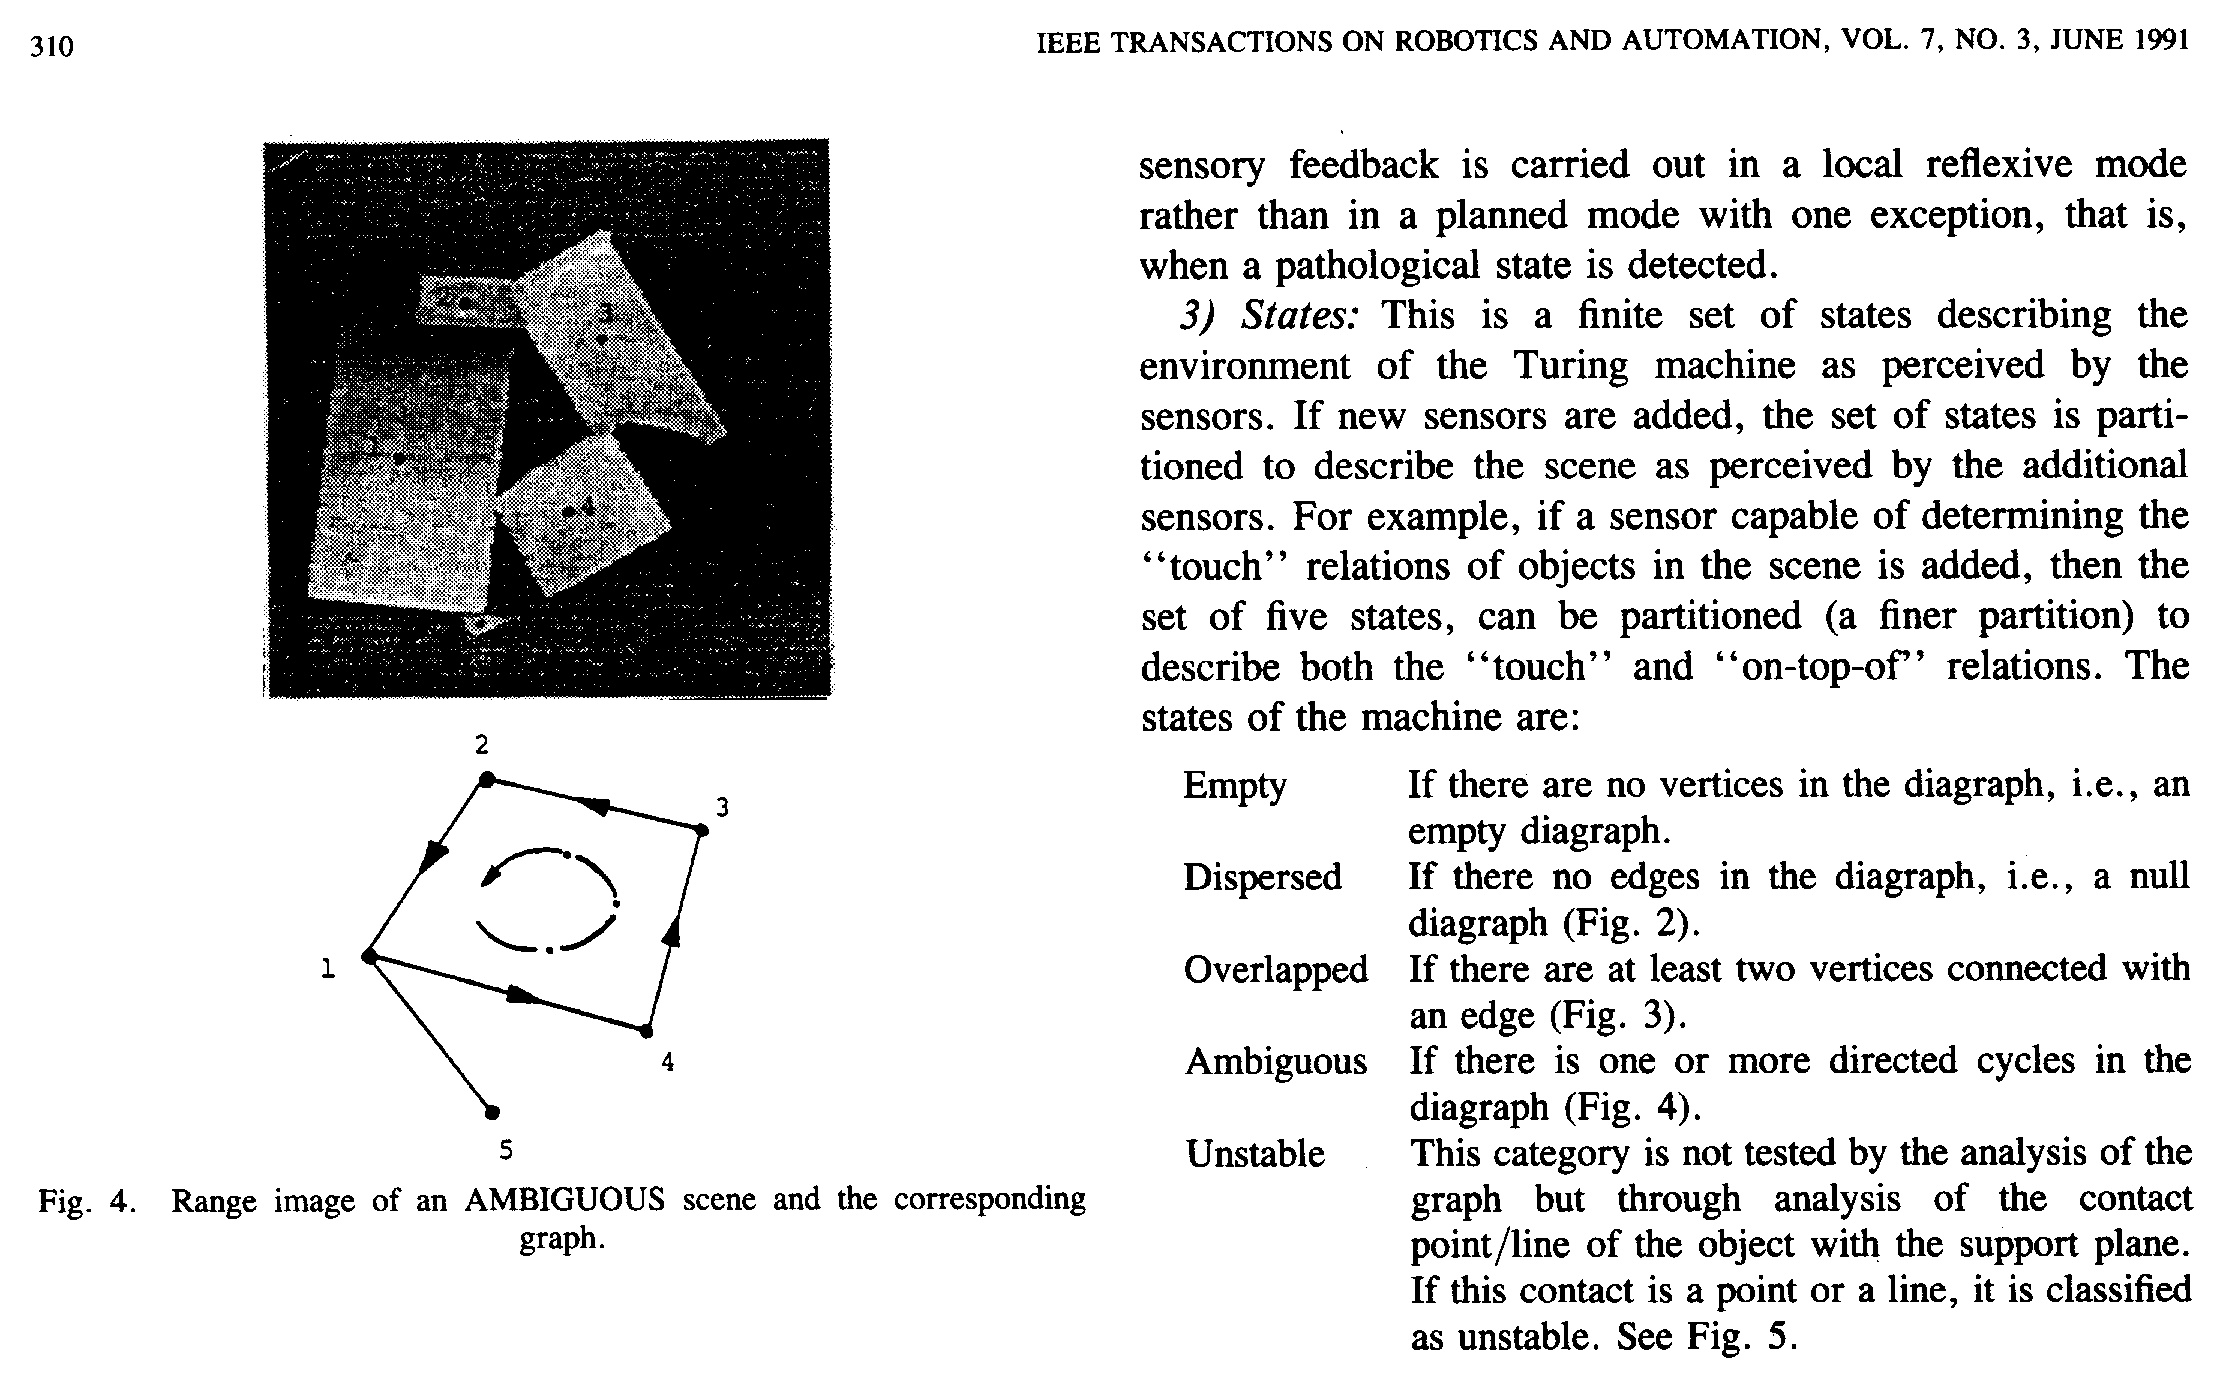 310
IEEE TRANSACTIONS ON ROBOTICS AND AUTOMATION, VOL. 7, NO. 3, JUNE 1991
2
3
1
4
2
3
1
4
5
Fig. 4. Range image of an AMBIGUOUS scene and the corresponding
graph.
sensory feedback is carried out in a local reflexive mode
rather than in a planned mode with one exception, that is,
when a pathological state is detected.
3) States: This is a finite set of states describing the
environment of the Turing machine as perceived by the
sensors. If new sensors are added, the set of states is parti-
tioned to describe the scene as perceived by the additional
sensors. For example, if a sensor capable of determining the
‘‘touch’’ relations of objects in the scene is added, then the
set of five states, can be partitioned (a finer partition) to
describe both the ‘‘touch’’ and ‘‘on-top-of’’ relations. The
states of the machine are:
Empty If there are no vertices in the diagraph, i.e., an
empty diagraph.
Dispersed If there no edges in the diagraph, i.e., a null
diagraph (Fig. 2).
Overlapped If there are at least two vertices connected with
an edge (Fig. 3).
Ambiguous If there is one or more directed cycles in the
diagraph (Fig. 4).
Unstable This category is not tested by the analysis of the
graph but through analysis of the contact
point/line of the object with the support plane.
If this contact is a point or a line, it is classified
as unstable. See Fig. 5.